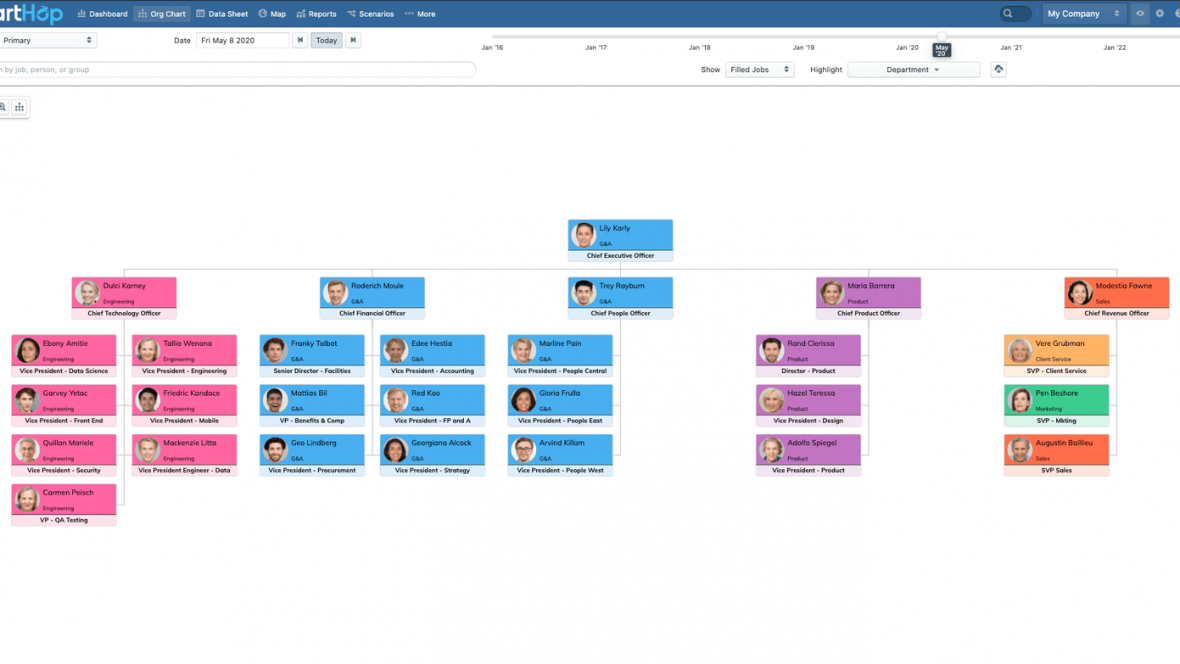 artHop Dashboard Org Chart Data Sheet Map Reports Scenarios More My Company
Primary Date Fri May 8 2020 Today
Jan '16 Jan '17 Jan '18 Jan '19 Jan '20 May '20 Jan '21 Jan '22
by job, person, or group Show Filled Jobs Highlight Department
Lily Karly
G&A
Chief Executive Officer
Dulci Karney
Engineering
Chief Technology Officer
Roderich Moule
G&A
Chief Financial Officer
Trey Rayburn
G&A
Chief People Officer
Maria Barrera
Product
Chief Product Officer
Modestia Fawne
Sales
Chief Revenue Officer
Ebony Amitie
Engineering
Vice President - Data Science
Tallia Wenona
Engineering
Vice President - Engineering
Franky Talbot
G&A
Senior Director - Facilities
Edee Hestia
G&A
Vice President - Accounting
Marline Pain
G&A
Vice President - People Central
Rand Clerissa
Product
Director - Product
Vere Grubman
Client Service
SVP - Client Service
Garvey Yetac
Engineering
Vice President - Front End
Friedric Kandace
Engineering
Vice President - Mobile
Mattias Bil
G&A
VP - Benefits & Comp
Red Koo
G&A
Vice President - FP and A
Gloria Frulla
G&A
Vice President - People East
Hazel Teressa
Product
Vice President - Design
Pen Beshore
Marketing
SVP - Mkting
Quillan Mariele
Engineering
Vice President - Security
Mackenzie Litta
Engineering
Vice President Engineer - Data
Geo Lindberg
G&A
Vice President - Procurement
Georgiana Alcock
G&A
Vice President - Strategy
Arvind Killam
G&A
Vice President - People West
Adolfo Spiegel
Product
Vice President - Product
Augustin Baillieu
Sales
SVP Sales
Carmen Peisch
Engineering
VP - QA Testing